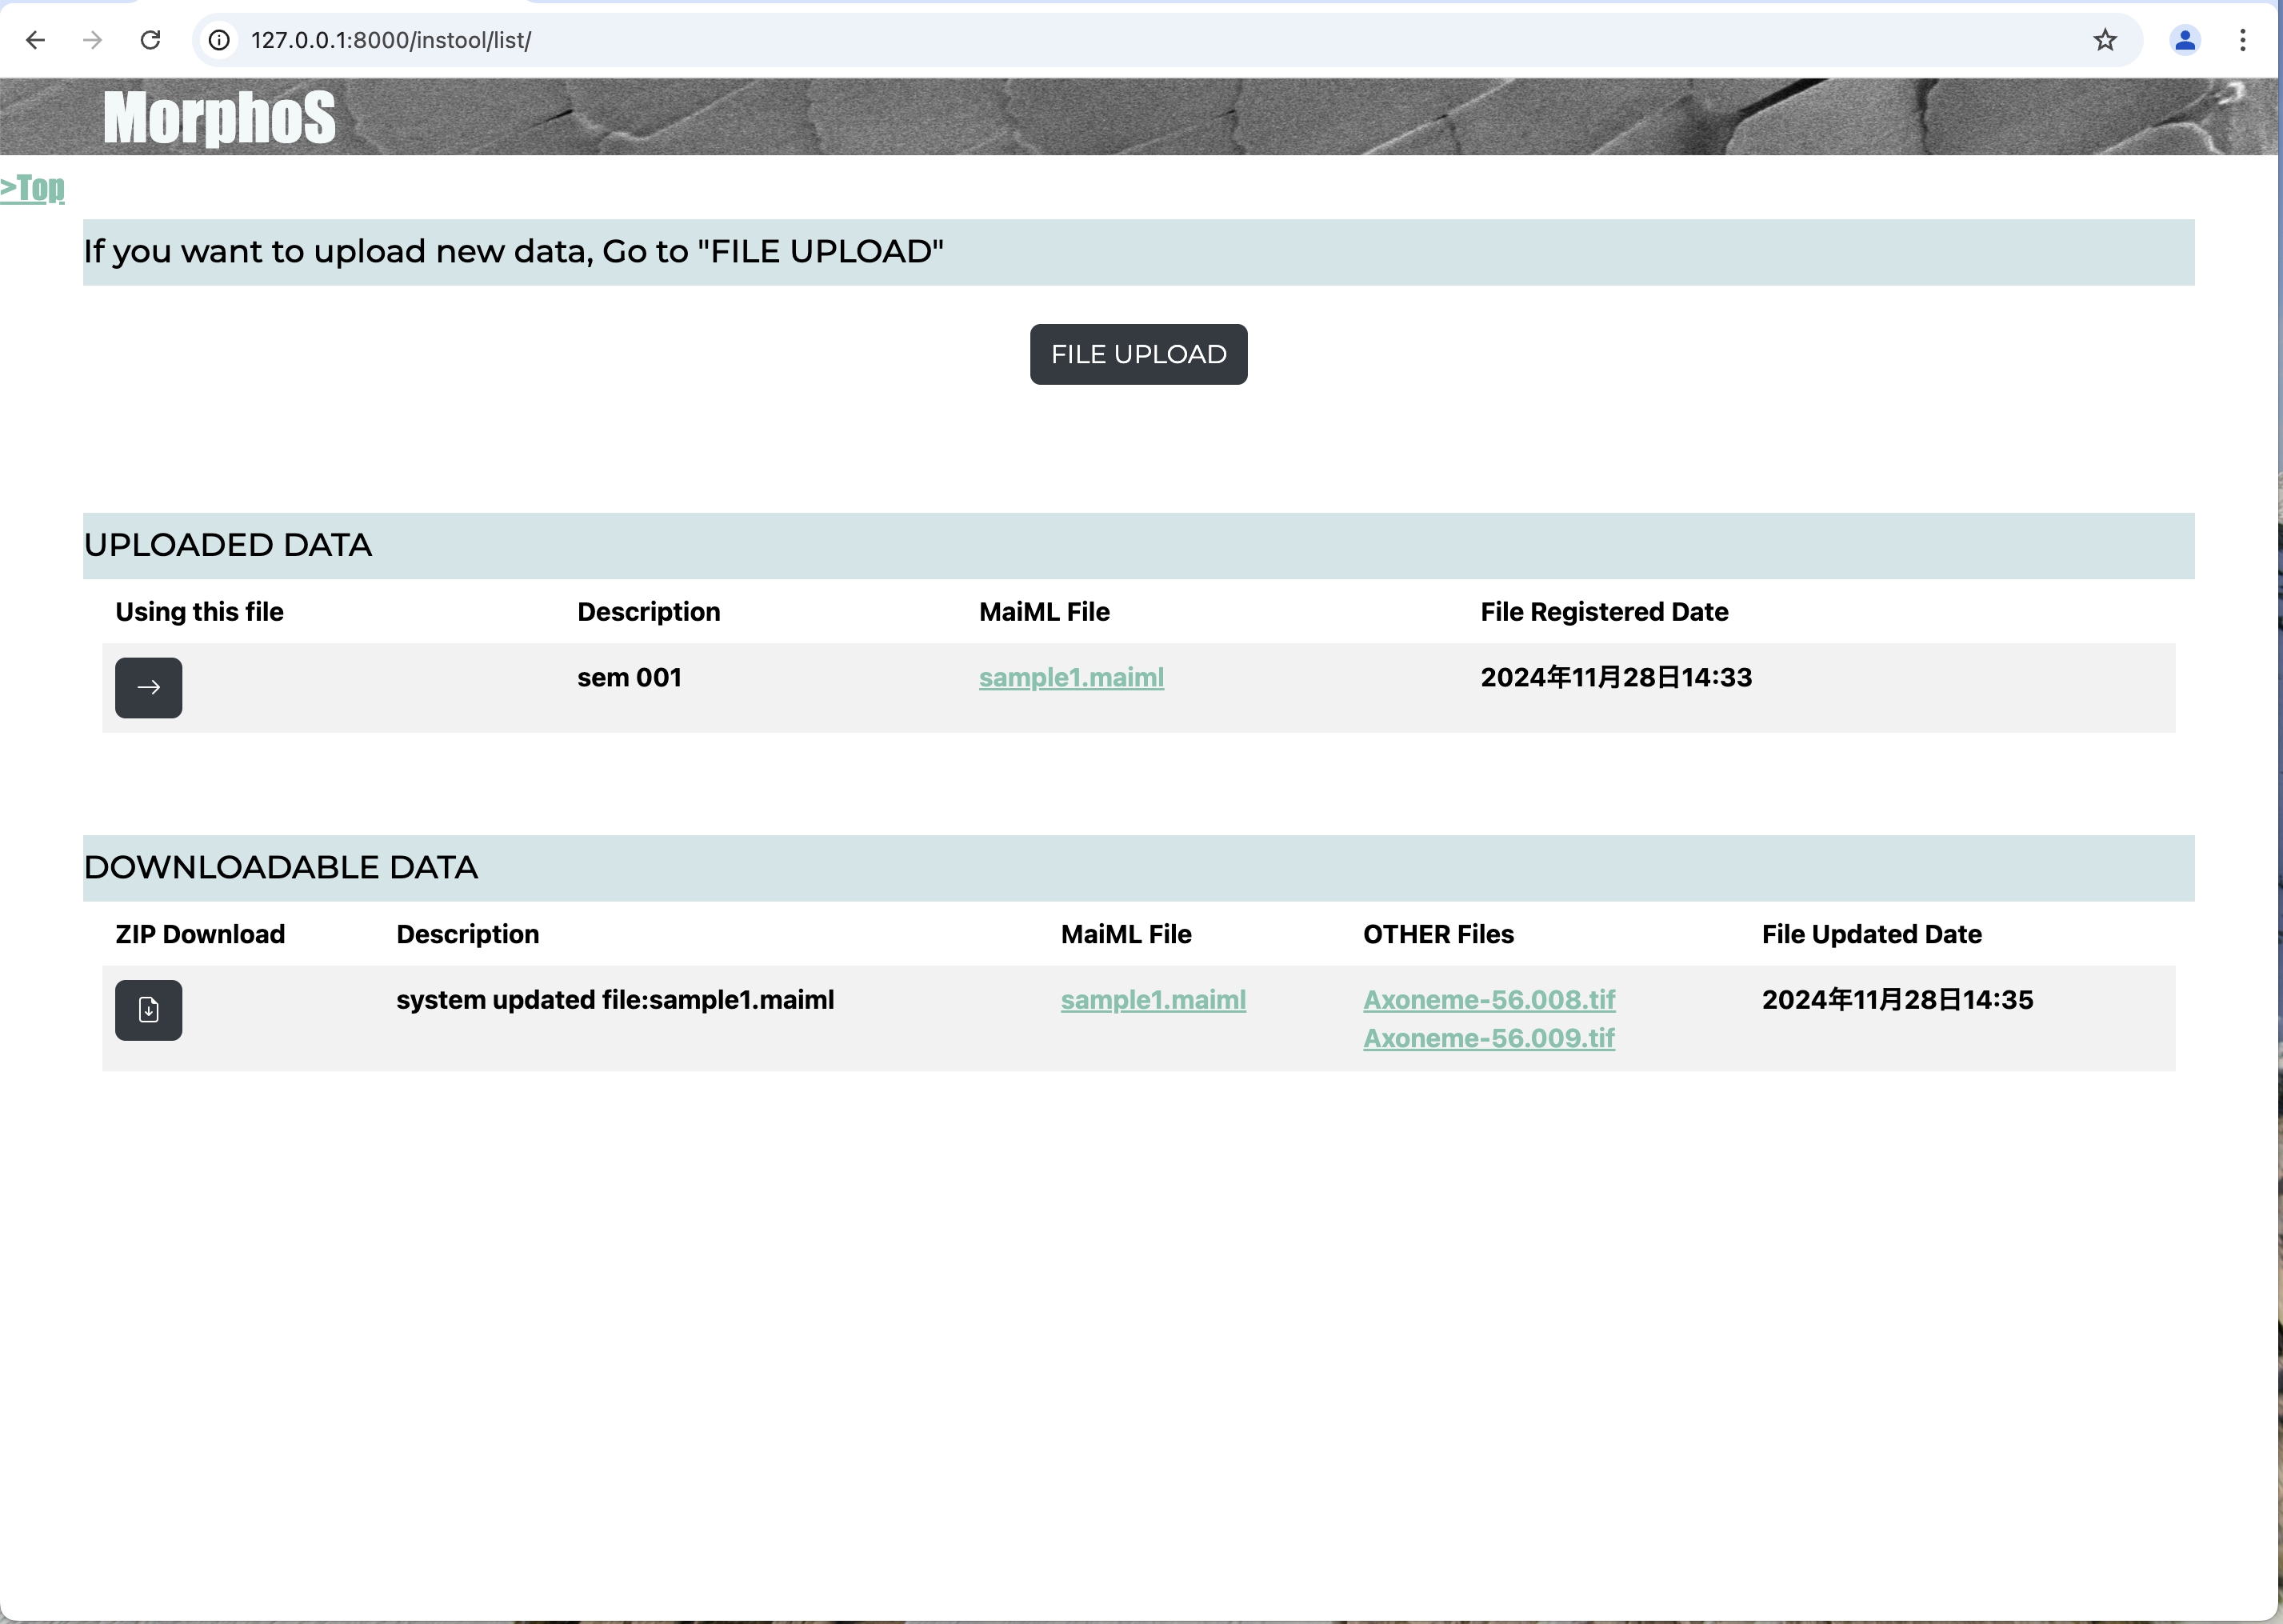 127.0.0.1:8000/instool/list/
MorphoS
>Top
If you want to upload new data, Go to "FILE UPLOAD"
FILE UPLOAD
UPLOADED DATA
Using this file Description MaiML File File Registered Date
sem 001 sample1.maiml 2024年11月28日14:33
DOWNLOADABLE DATA
ZIP Download Description MaiML File OTHER Files File Updated Date
system updated file:sample1.maiml sample1.maiml Axoneme-56.008.tif 2024年11月28日14:35
Axoneme-56.009.tif